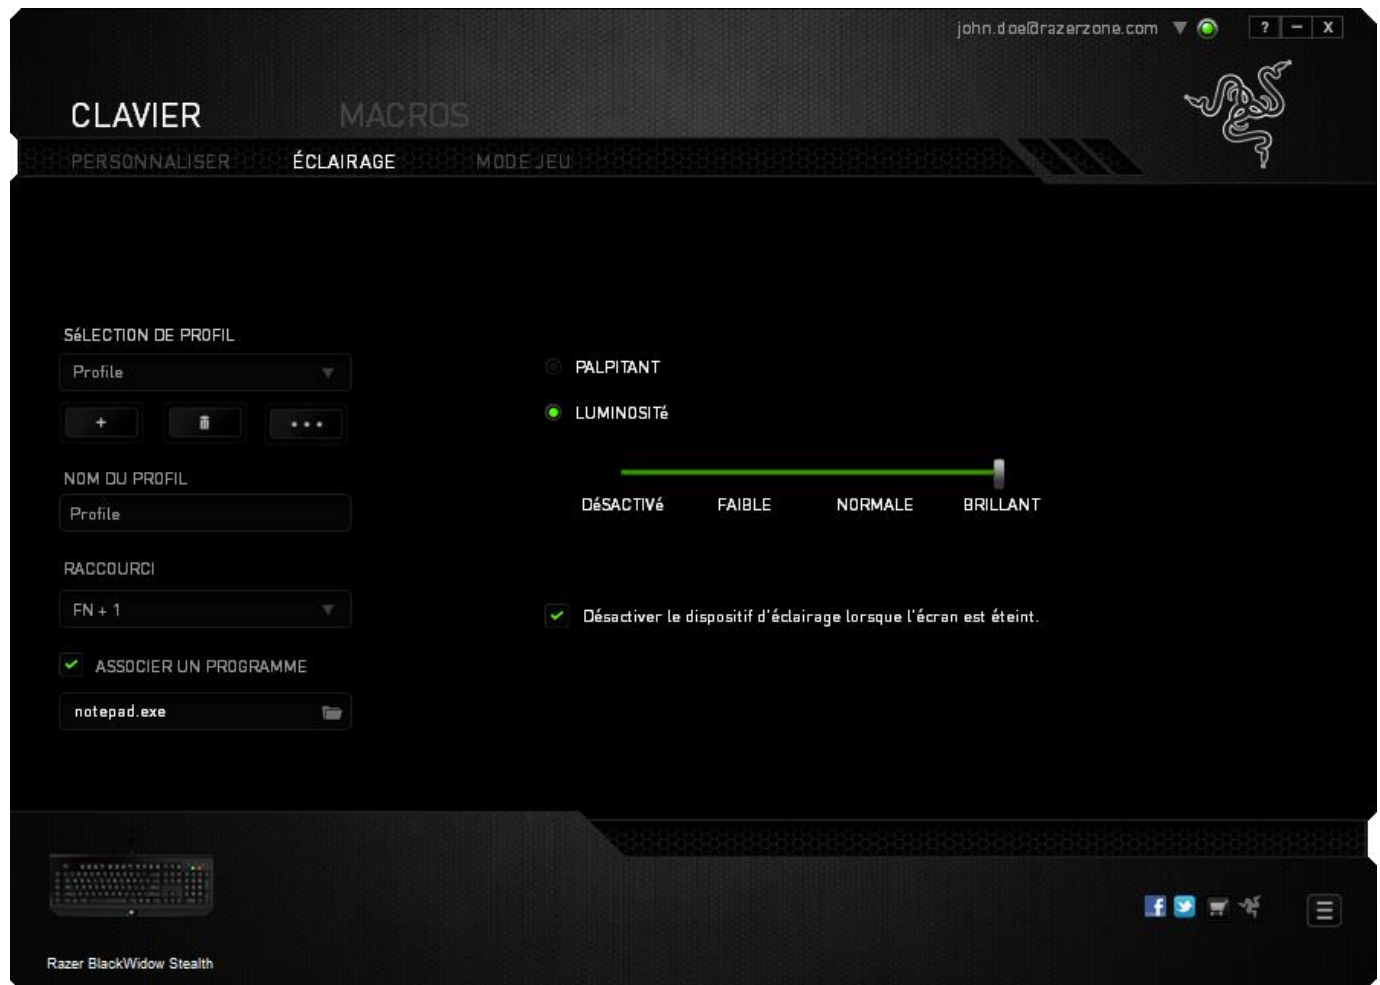 john.doe@razerzone.com
? – X
CLAVIER MACROS
PERSONNALISER ÉCLAIRAGE MODE JEU
SéLECTION DE PROFIL
Profile
+ •••
NOM DU PROFIL
Profile
RACCOURCI
FN + 1
ASSOCIER UN PROGRAMME
notepad.exe
PALPITANT
LUMINOSITé
DéSACTIVé FAIBLE NORMALE BRILLANT
Désactiver le dispositif d'éclairage lorsque l'écran est éteint.
Razer BlackWidow Stealth